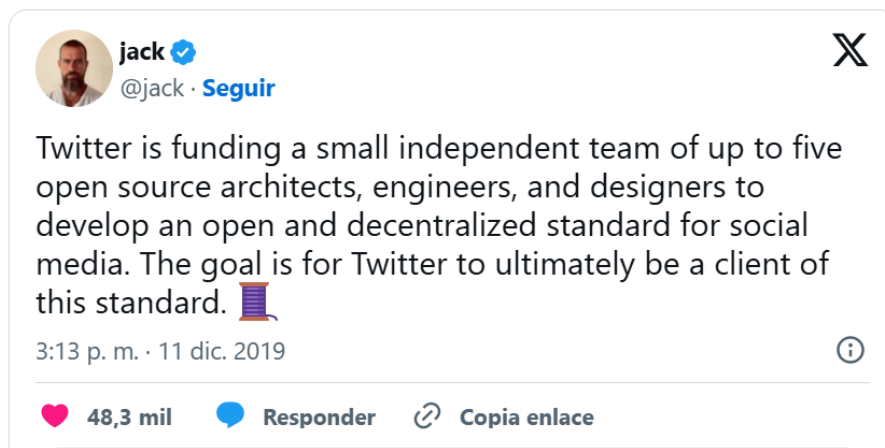 jack
@jack · Seguir
Twitter is funding a small independent team of up to five
open source architects, engineers, and designers to
develop an open and decentralized standard for social
media. The goal is for Twitter to ultimately be a client of
this standard. 🧵
3:13 p. m. · 11 dic. 2019
48,3 mil Responder Copia enlace